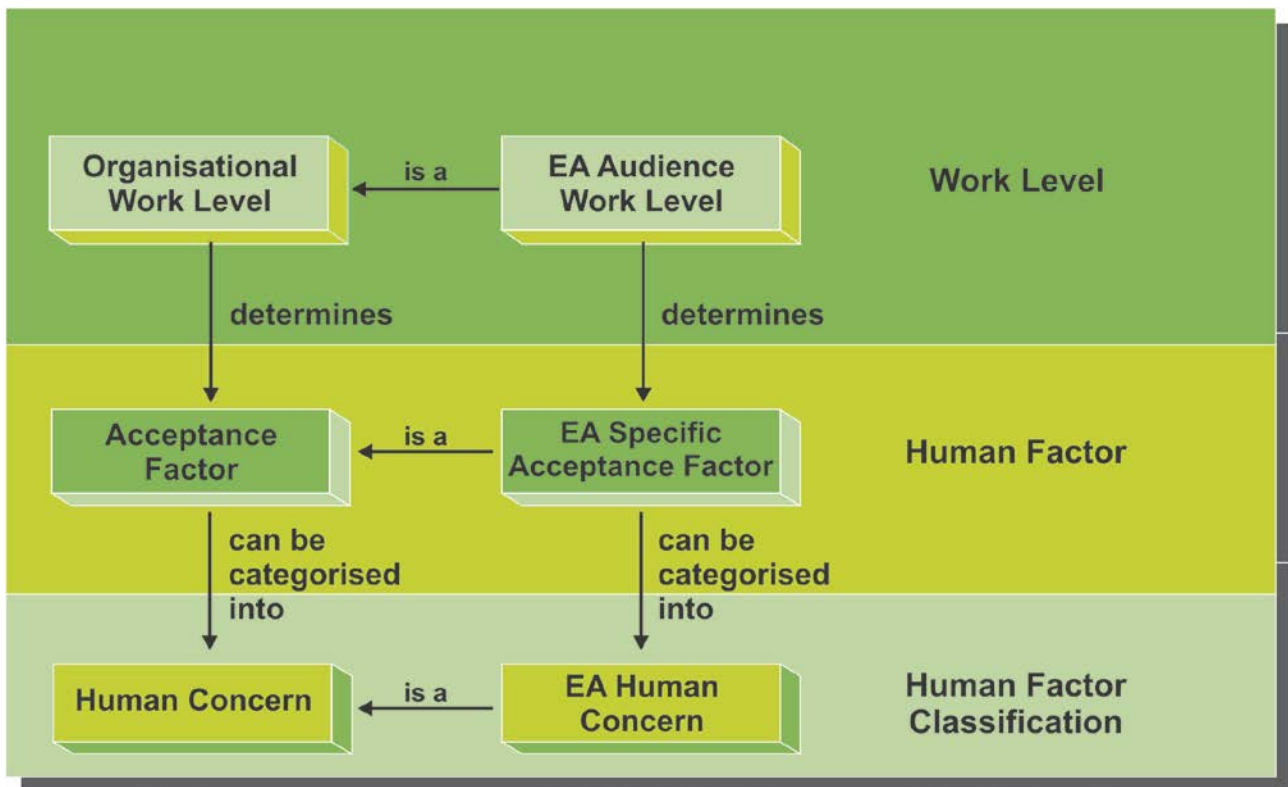 Organisational
Work Level
is a
EA Audience
Work Level
Work Level
determines
determines
Acceptance
Factor
is a
EA Specific
Acceptance Factor
Human Factor
can be
categorised
into
can be
categorised
into
Human Concern
is a
EA Human
Concern
Human Factor
Classification